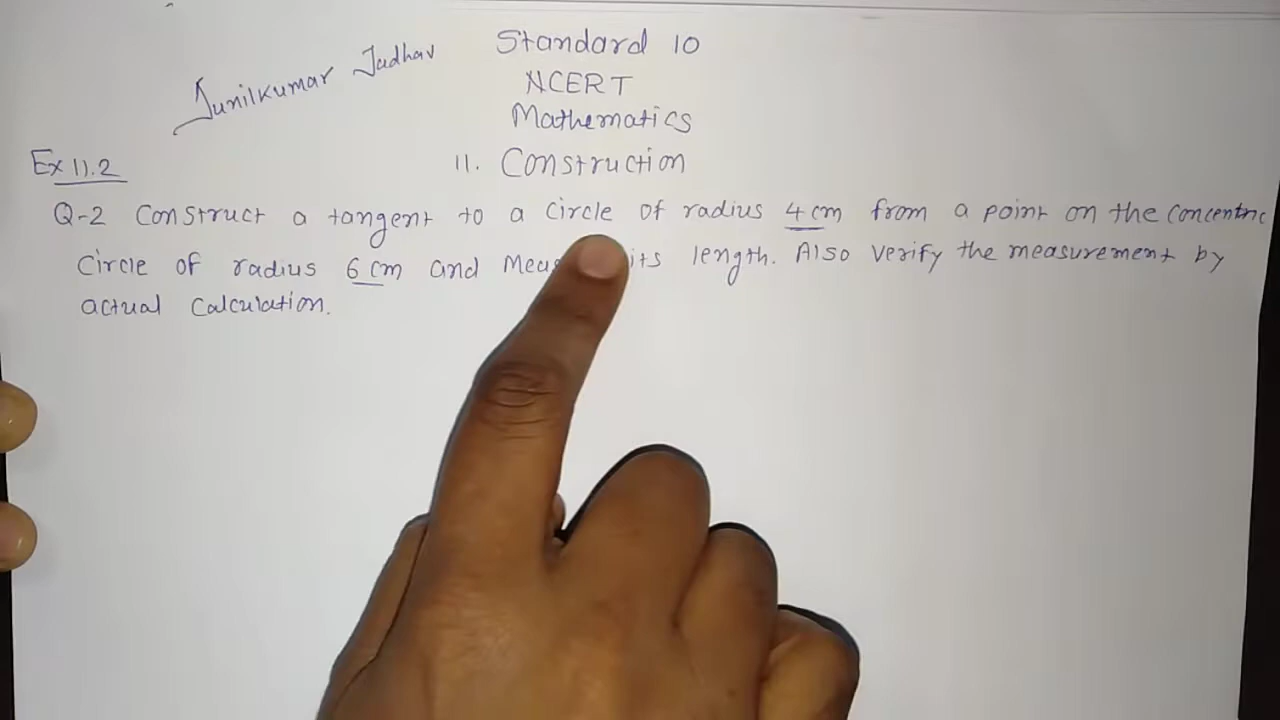 Sunilkumar Jadhav
Standard 10
NCERT
Mathematics
Ex 11.2
11. Construction
Q-2 Construct a tangent to a circle of radius 4 cm from a point on the concentric
circle of radius 6 cm and its length. Also verify the measurement by
actual calculation.